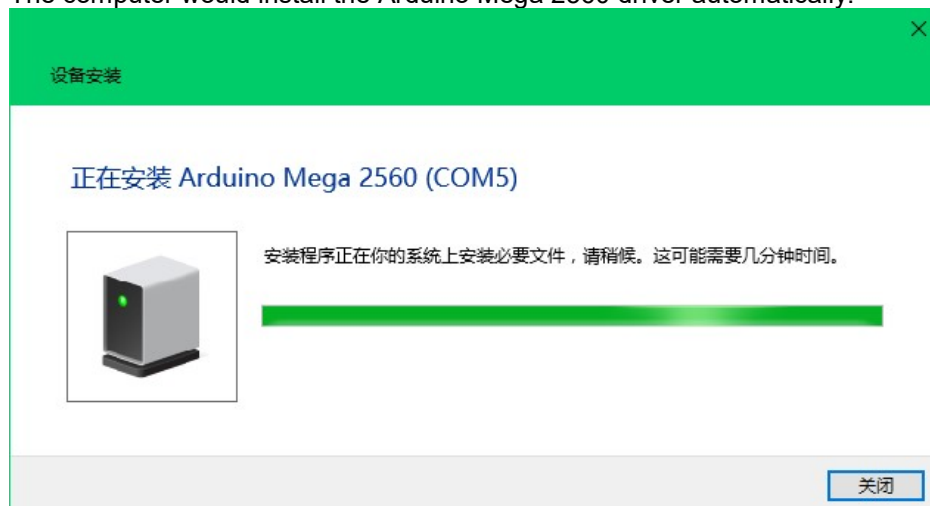 The computer would install the Arduino Mega 2560 driver automatically.
设备安装
正在安装 Arduino Mega 2560 (COM5)
安装程序正在你的系统上安装必要文件，请稍候。这可能需要几分钟时间。
关闭